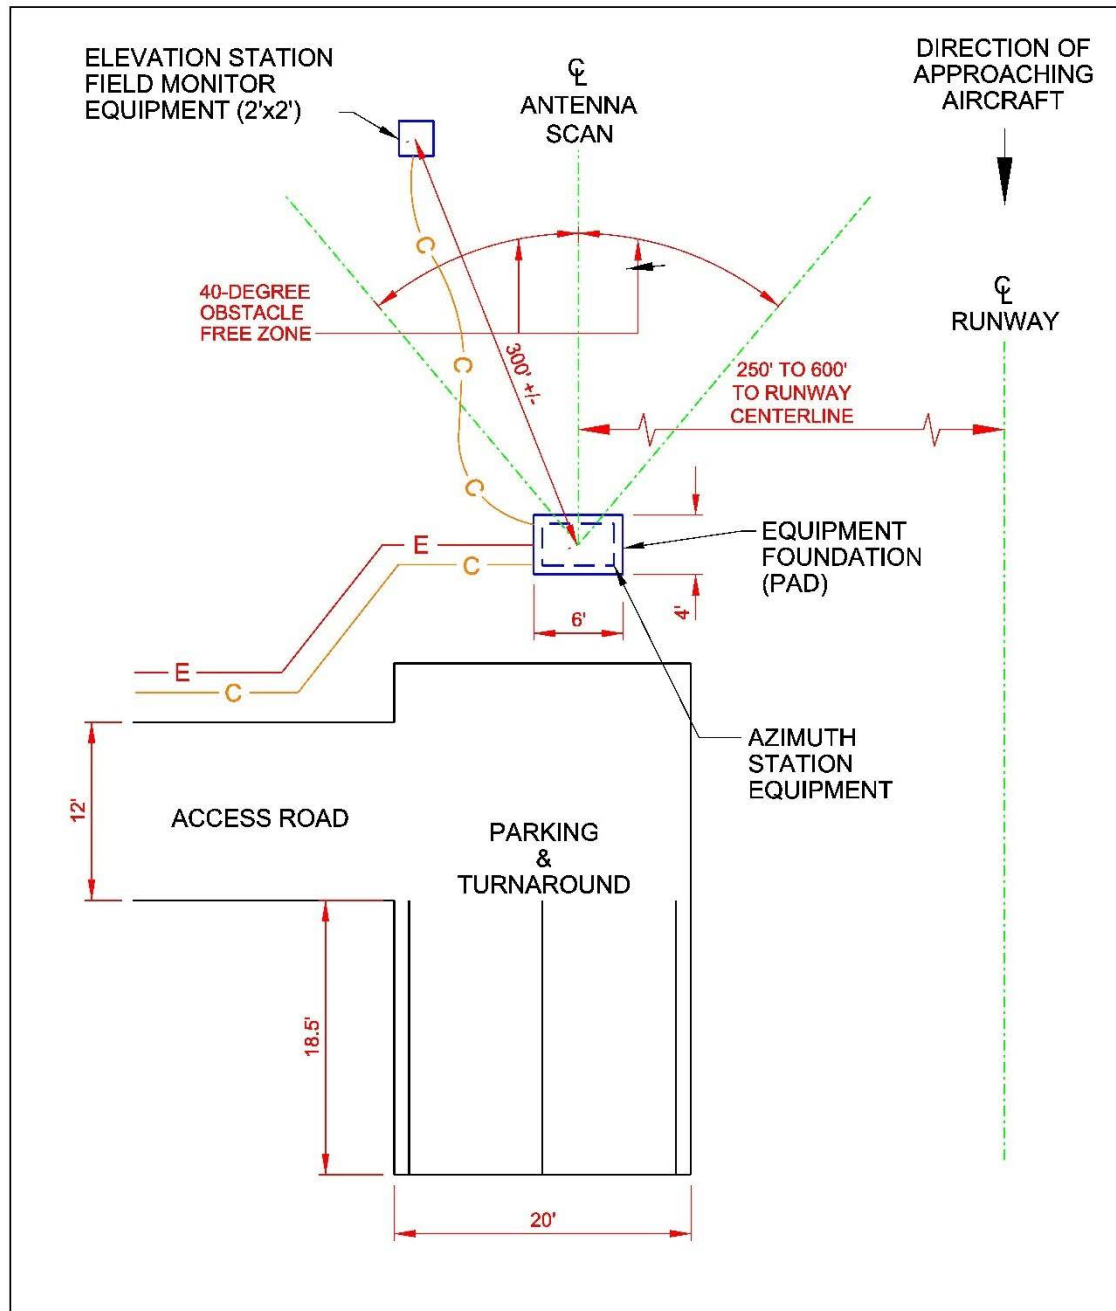 ELEVATION STATION
FIELD MONITOR
EQUIPMENT (2'x2')
℄
ANTENNA
SCAN
DIRECTION OF
APPROACHING
AIRCRAFT
C
40-DEGREE
OBSTACLE
FREE ZONE
℄
RUNWAY
C
300' +/-
250' TO 600'
TO RUNWAY
CENTERLINE
C
E
C
EQUIPMENT
FOUNDATION
(PAD)
6'
4'
E
C
AZIMUTH
STATION
EQUIPMENT
12'
ACCESS ROAD
PARKING
&
TURNAROUND
18.5'
20'